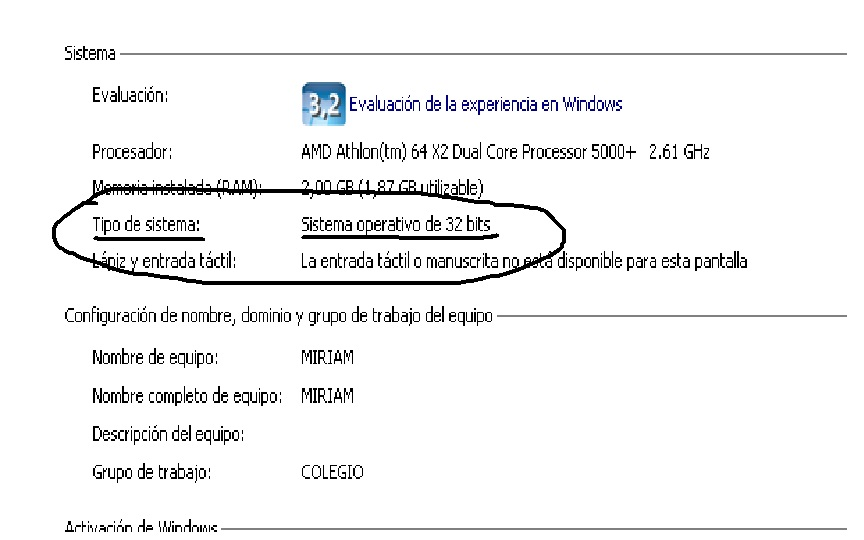 Sistema
Evaluación:
3,2 Evaluación de la experiencia en Windows
Procesador: AMD Athlon(tm) 64 X2 Dual Core Processor 5000+ 2.61 GHz
Memoria instalada (RAM): 2,00 GB (1,87 GB utilizable)
Tipo de sistema: Sistema operativo de 32 bits
Lápiz y entrada táctil: La entrada táctil o manuscrita no está disponible para esta pantalla
Configuración de nombre, dominio y grupo de trabajo del equipo
Nombre de equipo: MIRIAM
Nombre completo de equipo: MIRIAM
Descripción del equipo:
Grupo de trabajo: COLEGIO
Activación de Windows